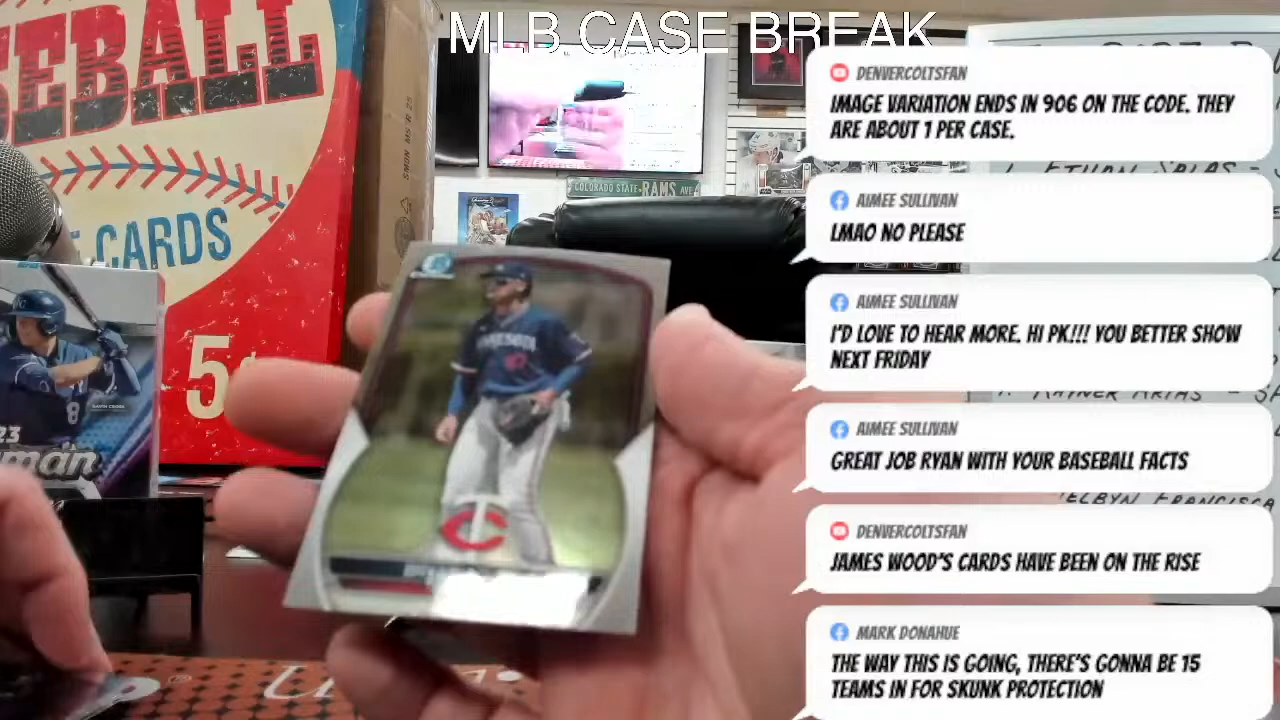 MLB CASE BREAK
DENVERCOLTSFAN
IMAGE VARIATION ENDS IN 906 ON THE CODE. THEY
ARE ABOUT 1 PER CASE.
AIMEE SULLIVAN
LMAO NO PLEASE
AIMEE SULLIVAN
I'D LOVE TO HEAR MORE. HI PK!!! YOU BETTER SHOW
NEXT FRIDAY
AIMEE SULLIVAN
GREAT JOB RYAN WITH YOUR BASEBALL FACTS
DENVERCOLTSFAN
JAMES WOOD'S CARDS HAVE BEEN ON THE RISE
MARK DONAHUE
THE WAY THIS IS GOING, THERE'S GONNA BE 15
TEAMS IN FOR SKUNK PROTECTION
SEBALL
CARDS
5¢
COLORADO STATE RAMS AVE
8
23
man